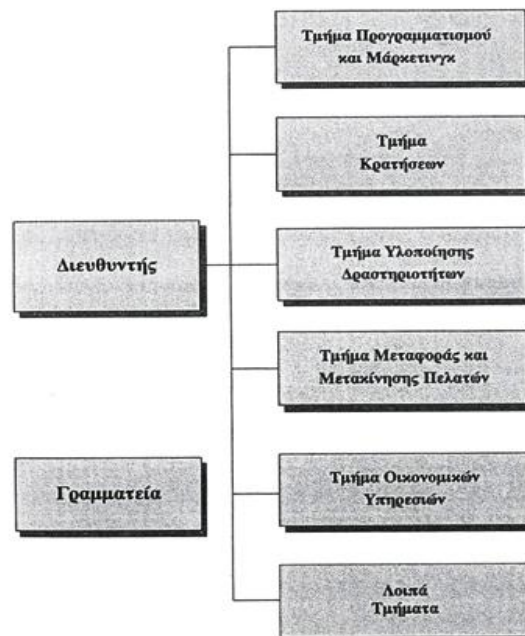 Τμήμα Προγραμματισμού
και Μάρκετινγκ
Τμήμα
Κρατήσεων
Διευθυντής
Τμήμα Υλοποίησης
Δραστηριοτήτων
Τμήμα Μεταφοράς και
Μετακίνησης Πελατών
Γραμματεία
Τμήμα Οικονομικών
Υπηρεσιών
Λοιπά
Τμήματα